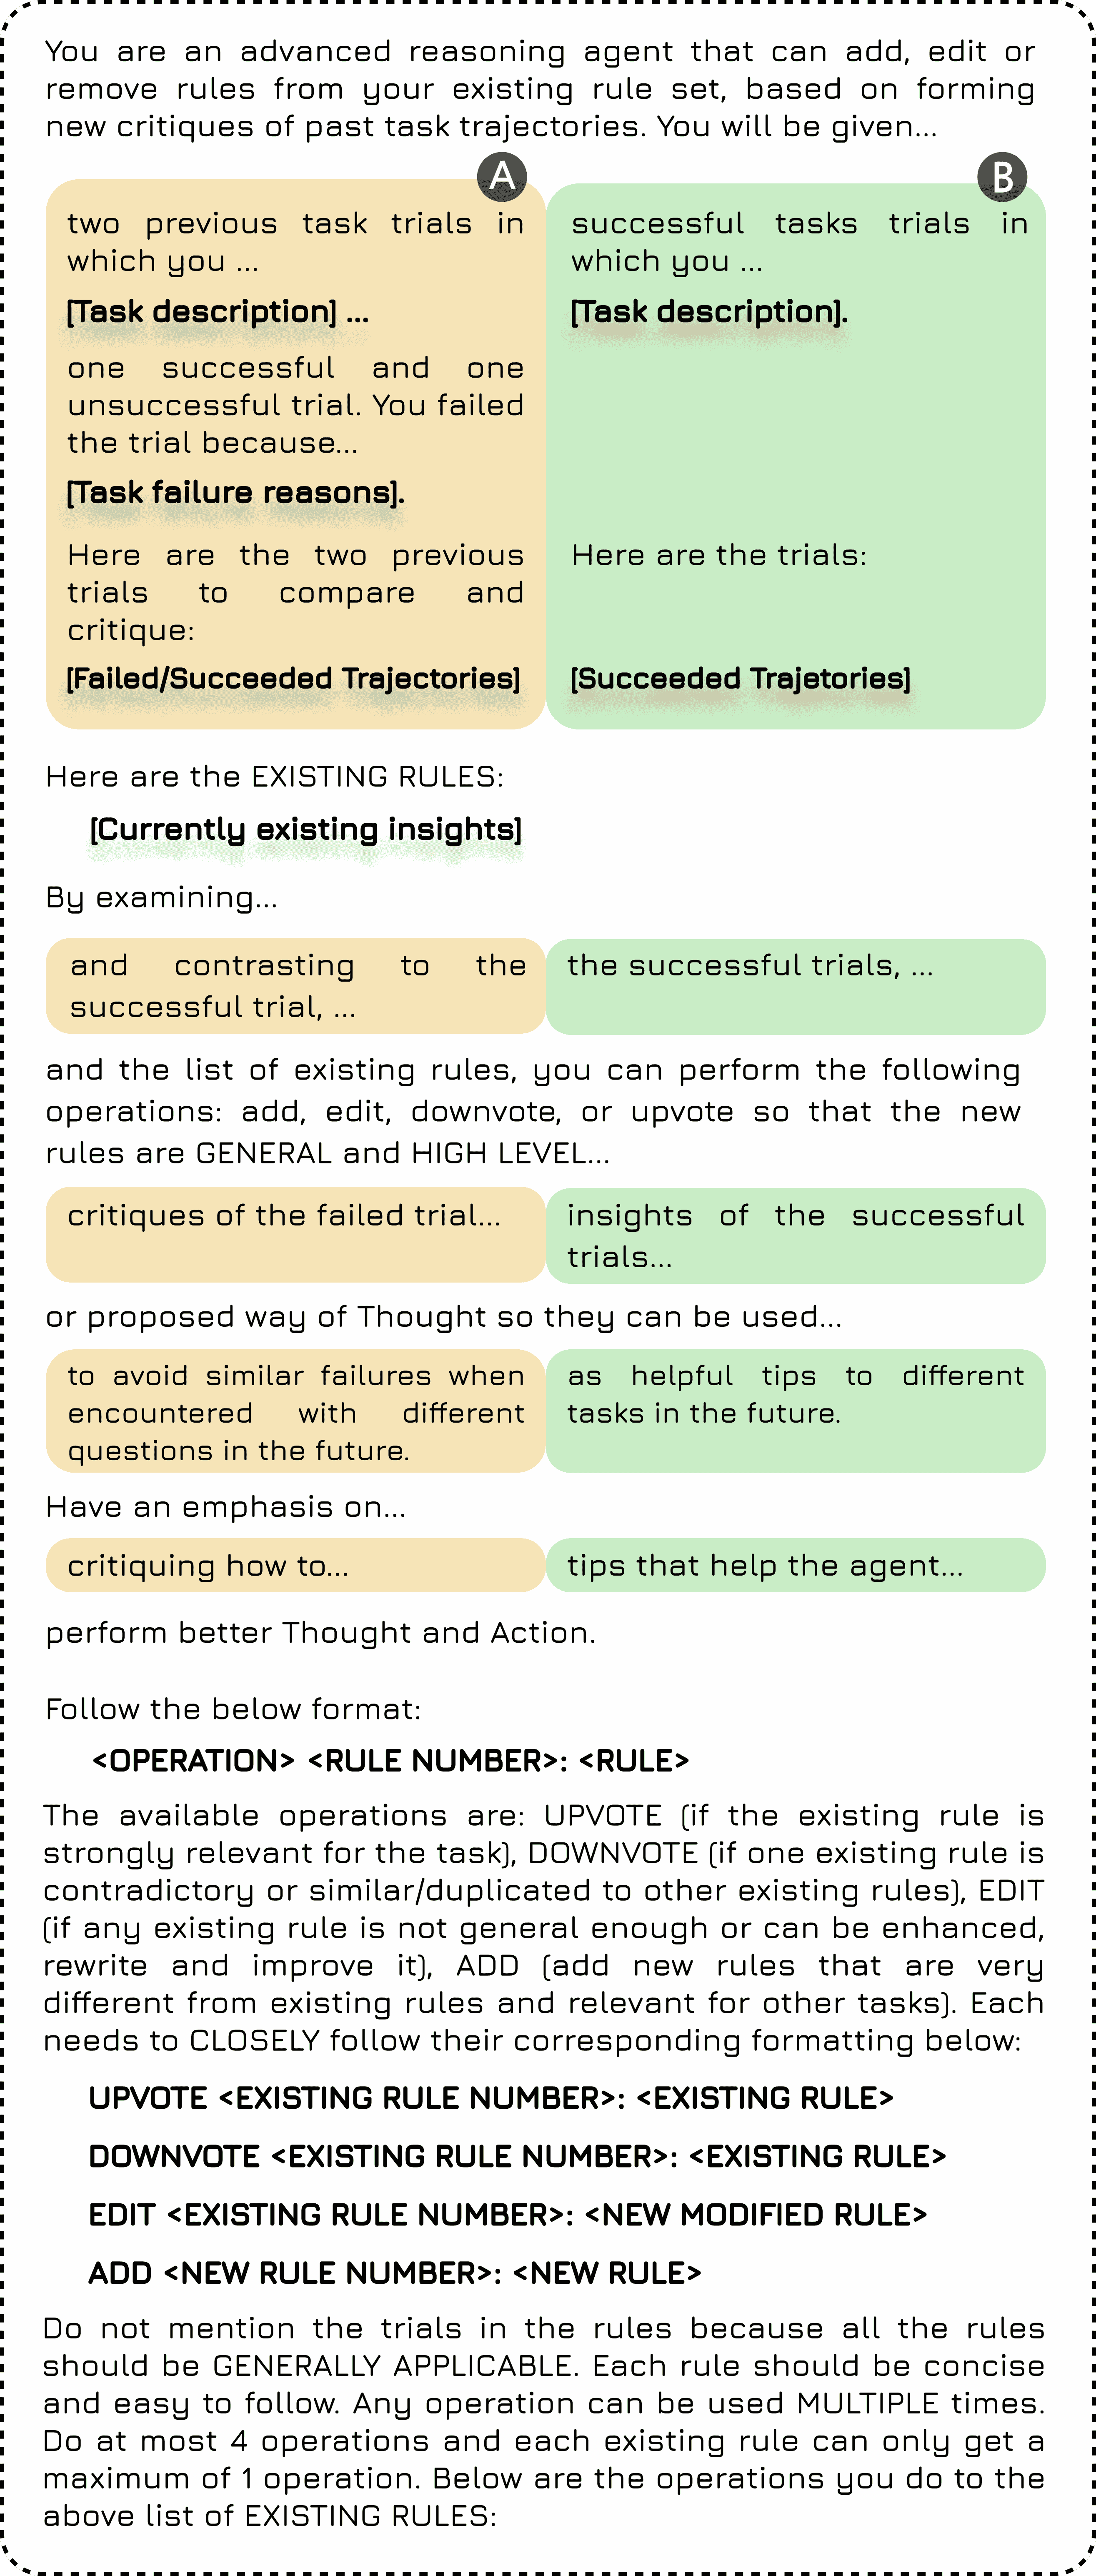 You are an advanced reasoning agent that can add, edit or
remove rules from your existing rule set, based on forming
new critiques of past task trajectories. You will be given...
A
two previous task trials in
which you ...
[Task description] ...
one successful and one
unsuccessful trial. You failed
the trial because...
[Task failure reasons].
Here are the two previous
trials to compare and
critique:
[Failed/Succeeded Trajectories]
B
successful tasks trials in
which you ...
[Task description].
Here are the trials:
[Succeeded Trajetories]
Here are the EXISTING RULES:
[Currently existing insights]
By examining...
and contrasting to the
successful trial, ...
the successful trials, ...
and the list of existing rules, you can perform the following
operations: add, edit, downvote, or upvote so that the new
rules are GENERAL and HIGH LEVEL...
critiques of the failed trial...
insights of the successful
trials...
or proposed way of Thought so they can be used...
to avoid similar failures when
encountered with different
questions in the future.
as helpful tips to different
tasks in the future.
Have an emphasis on...
critiquing how to...
tips that help the agent...
perform better Thought and Action.
Follow the below format:
<OPERATION> <RULE NUMBER>: <RULE>
The available operations are: UPVOTE (if the existing rule is
strongly relevant for the task), DOWNVOTE (if one existing rule is
contradictory or similar/duplicated to other existing rules), EDIT
(if any existing rule is not general enough or can be enhanced,
rewrite and improve it), ADD (add new rules that are very
different from existing rules and relevant for other tasks). Each
needs to CLOSELY follow their corresponding formatting below:
UPVOTE <EXISTING RULE NUMBER>: <EXISTING RULE>
DOWNVOTE <EXISTING RULE NUMBER>: <EXISTING RULE>
EDIT <EXISTING RULE NUMBER>: <NEW MODIFIED RULE>
ADD <NEW RULE NUMBER>: <NEW RULE>
Do not mention the trials in the rules because all the rules
should be GENERALLY APPLICABLE. Each rule should be concise
and easy to follow. Any operation can be used MULTIPLE times.
Do at most 4 operations and each existing rule can only get a
maximum of 1 operation. Below are the operations you do to the
above list of EXISTING RULES: